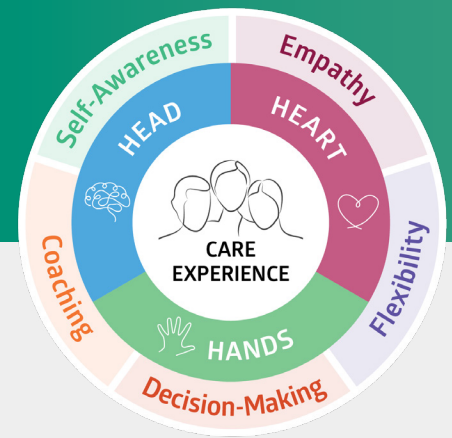 Self-Awareness
Empathy
HEAD
HEART
CARE
EXPERIENCE
Coaching
Flexibility
HANDS
Decision-Making